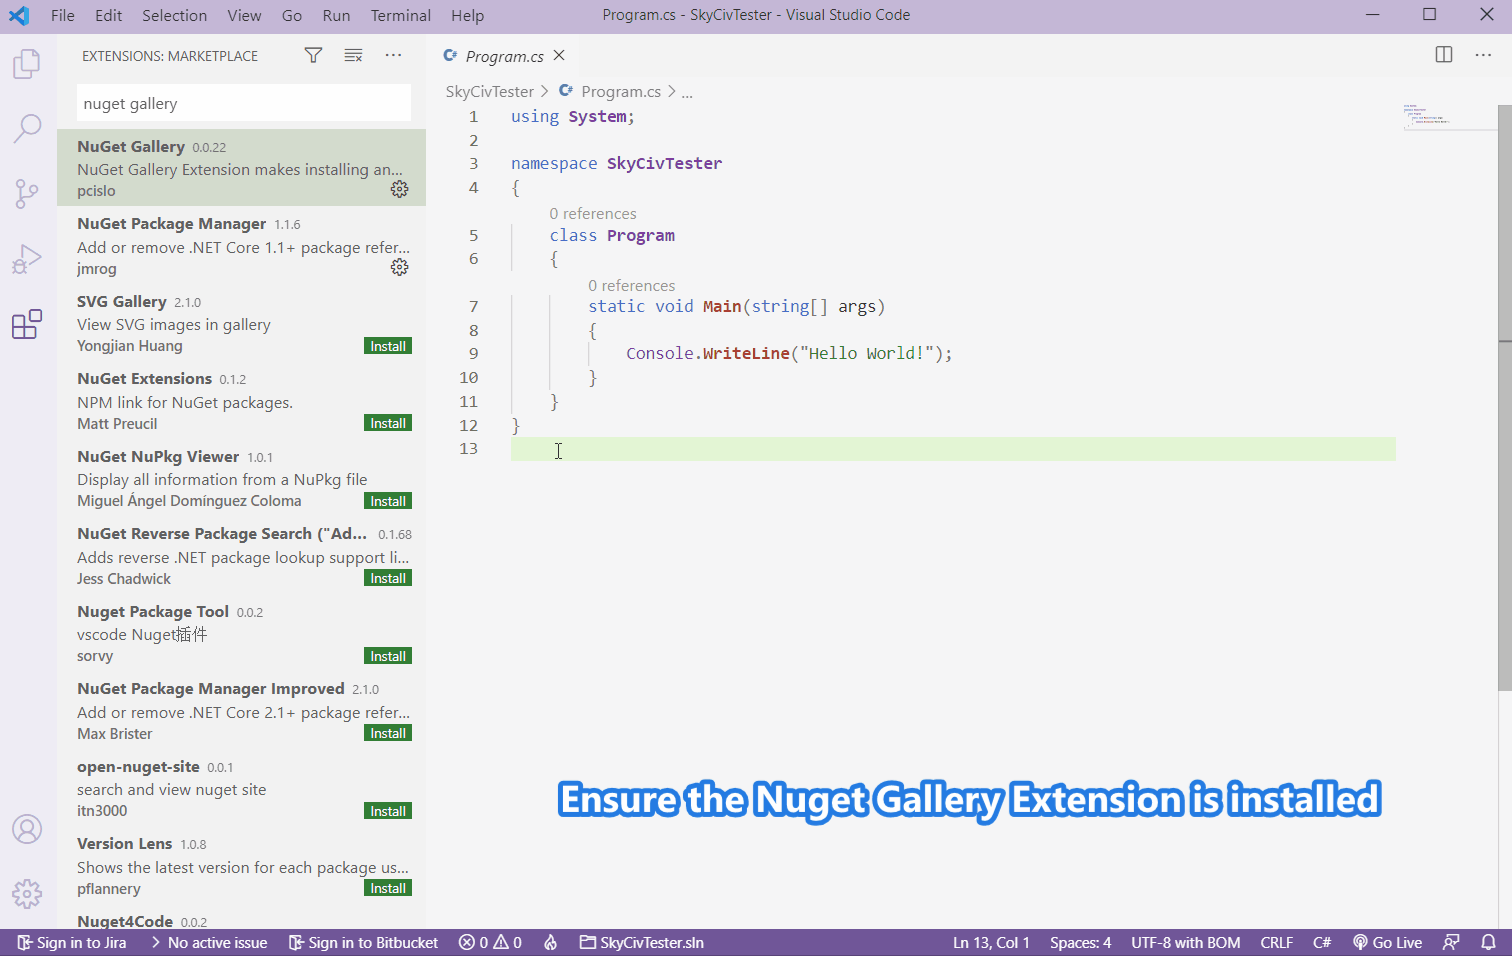 File Edit Selection View Go Run Terminal Help Program.cs - SkyCivTester - Visual Studio Code
EXTENSIONS: MARKETPLACE
nuget gallery
NuGet Gallery 0.0.22
NuGet Gallery Extension makes installing an...
pcislo
NuGet Package Manager 1.1.6
Add or remove .NET Core 1.1+ package refer...
jmrog
SVG Gallery 2.1.0
View SVG images in gallery
Yongjian Huang Install
NuGet Extensions 0.1.2
NPM link for NuGet packages.
Matt Preucil Install
NuGet NuPkg Viewer 1.0.1
Display all information from a NuPkg file
Miguel Ángel Domínguez Coloma Install
NuGet Reverse Package Search ("Ad... 0.1.68
Adds reverse .NET package lookup support li...
Jess Chadwick Install
Nuget Package Tool 0.0.2
vscode Nuget插件
sorvy Install
NuGet Package Manager Improved 2.1.0
Add or remove .NET Core 2.1+ package refer...
Max Brister Install
open-nuget-site 0.0.1
search and view nuget site
itn3000 Install
Version Lens 1.0.8
Shows the latest version for each package us...
pflannery Install
Nuget4Code 0.0.2
Program.cs
SkyCivTester > Program.cs > ...
1 using System;
2
3 namespace SkyCivTester
4 {
0 references
5 class Program
6 {
0 references
7 static void Main(string[] args)
8 {
9 Console.WriteLine("Hello World!");
10 }
11 }
12 }
13
Ensure the Nuget Gallery Extension is installed
Sign in to Jira No active issue Sign in to Bitbucket 0 0 SkyCivTester.sln Ln 13, Col 1 Spaces: 4 UTF-8 with BOM CRLF C# Go Live